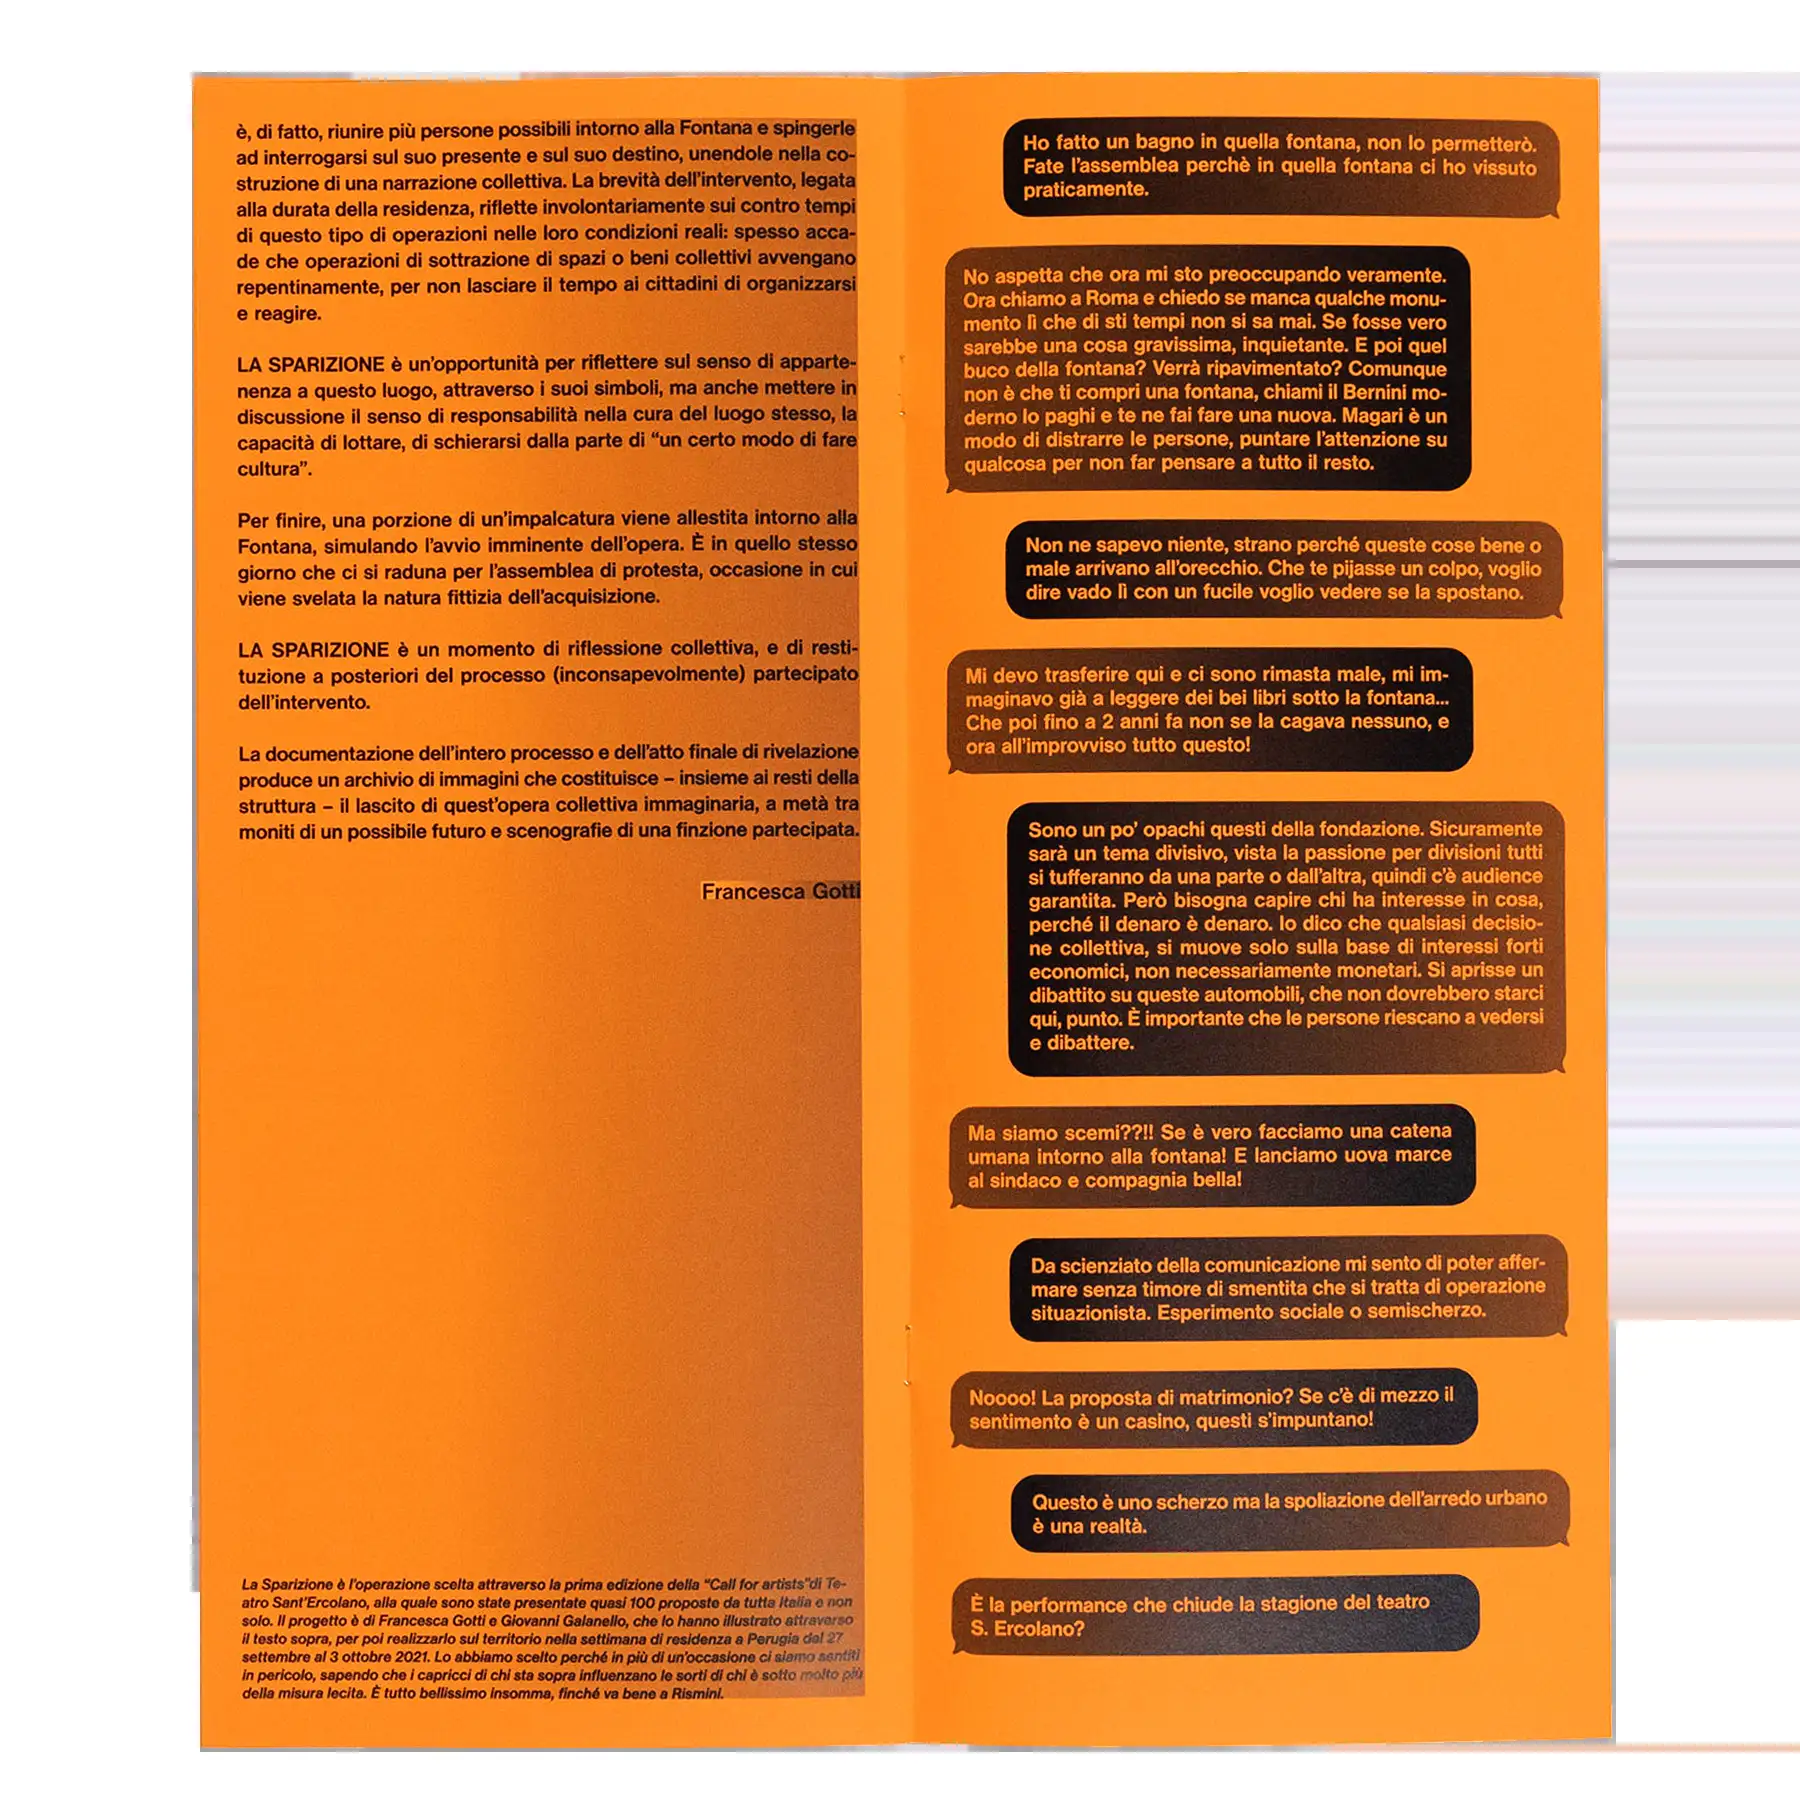 è, di fatto, riunire più persone possibili intorno alla Fontana e spingerle
ad interrogarsi sul suo presente e sul suo destino, unendole nella co-
struzione di una narrazione collettiva. La brevità dell'intervento, legata
alla durata della residenza, riflette involontariamente sui contro tempi
di questo tipo di operazioni nelle loro condizioni reali: spesso acca-
de che operazioni di sottrazione di spazi o beni collettivi avvengano
repentinamente, per non lasciare il tempo ai cittadini di organizzarsi
e reagire.
LA SPARIZIONE è un'opportunità per riflettere sul senso di apparte-
nenza a questo luogo, attraverso i suoi simboli, ma anche mettere in
discussione il senso di responsabilità nella cura del luogo stesso, la
capacità di lottare, di schierarsi dalla parte di “un certo modo di fare
cultura”.
Per finire, una porzione di un'impalcatura viene allestita intorno alla
Fontana, simulando l'avvio imminente dell'opera. È in quello stesso
giorno che ci si raduna per l'assemblea di protesta, occasione in cui
viene svelata la natura fittizia dell'acquisizione.
LA SPARIZIONE è un momento di riflessione collettiva, e di resti-
tuzione a posteriori del processo (inconsapevolmente) partecipato
dell'intervento.
La documentazione dell'intero processo e dell'atto finale di rivelazione
produce un archivio di immagini che costituisce – insieme ai resti della
struttura – il lascito di quest'opera collettiva immaginaria, a metà tra
moniti di un possibile futuro e scenografie di una finzione partecipata.
Francesca Gotti
La Sparizione è l'operazione scelta attraverso la prima edizione della “Call for artists”di Te-
atro Sant'Ercolano, alla quale sono state presentate quasi 100 proposte da tutta Italia e non
solo. Il progetto è di Francesca Gotti e Giovanni Galanello, che lo hanno illustrato attraverso
il testo sopra, per poi realizzarlo sul territorio nella settimana di residenza a Perugia dal 27
settembre al 3 ottobre 2021. Lo abbiamo scelto perché in più di un'occasione ci siamo sentiti
in pericolo, sapendo che i capricci di chi sta sopra influenzano le sorti di chi è sotto molto più
della misura lecita. È tutto bellissimo insomma, finché va bene a Rismini.
Ho fatto un bagno in quella fontana, non lo permetterò.
Fate l'assemblea perchè in quella fontana ci ho vissuto
praticamente.
No aspetta che ora mi sto preoccupando veramente.
Ora chiamo a Roma e chiedo se manca qualche monu-
mento lì che di sti tempi non si sa mai. Se fosse vero
sarebbe una cosa gravissima, inquietante. E poi quel
buco della fontana? Verrà ripavimentato? Comunque
non è che ti compri una fontana, chiami il Bernini mo-
derno lo paghi e te ne fai fare una nuova. Magari è un
modo di distrarre le persone, puntare l'attenzione su
qualcosa per non far pensare a tutto il resto.
Non ne sapevo niente, strano perché queste cose bene o
male arrivano all'orecchio. Che te pijasse un colpo, voglio
dire vado lì con un fucile voglio vedere se la spostano.
Mi devo trasferire qui e ci sono rimasta male, mi im-
maginavo già a leggere dei bei libri sotto la fontana...
Che poi fino a 2 anni fa non se la cagava nessuno, e
ora all'improvviso tutto questo!
Sono un po' opachi questi della fondazione. Sicuramente
sarà un tema divisivo, vista la passione per divisioni tutti
si tufferanno da una parte o dall'altra, quindi c'è audience
garantita. Però bisogna capire chi ha interesse in cosa,
perché il denaro è denaro. Io dico che qualsiasi decisio-
ne collettiva, si muove solo sulla base di interessi forti
economici, non necessariamente monetari. Si aprisse un
dibattito su queste automobili, che non dovrebbero starci
qui, punto. È importante che le persone riescano a vedersi
e dibattere.
Ma siamo scemi??!! Se è vero facciamo una catena
umana intorno alla fontana! E lanciamo uova marce
al sindaco e compagnia bella!
Da scienziato della comunicazione mi sento di poter affer-
mare senza timore di smentita che si tratta di operazione
situazionista. Esperimento sociale o semischerzo.
Noooo! La proposta di matrimonio? Se c'è di mezzo il
sentimento è un casino, questi s'impuntano!
Questo è uno scherzo ma la spoliazione dell'arredo urbano
è una realtà.
È la performance che chiude la stagione del teatro
S. Ercolano?